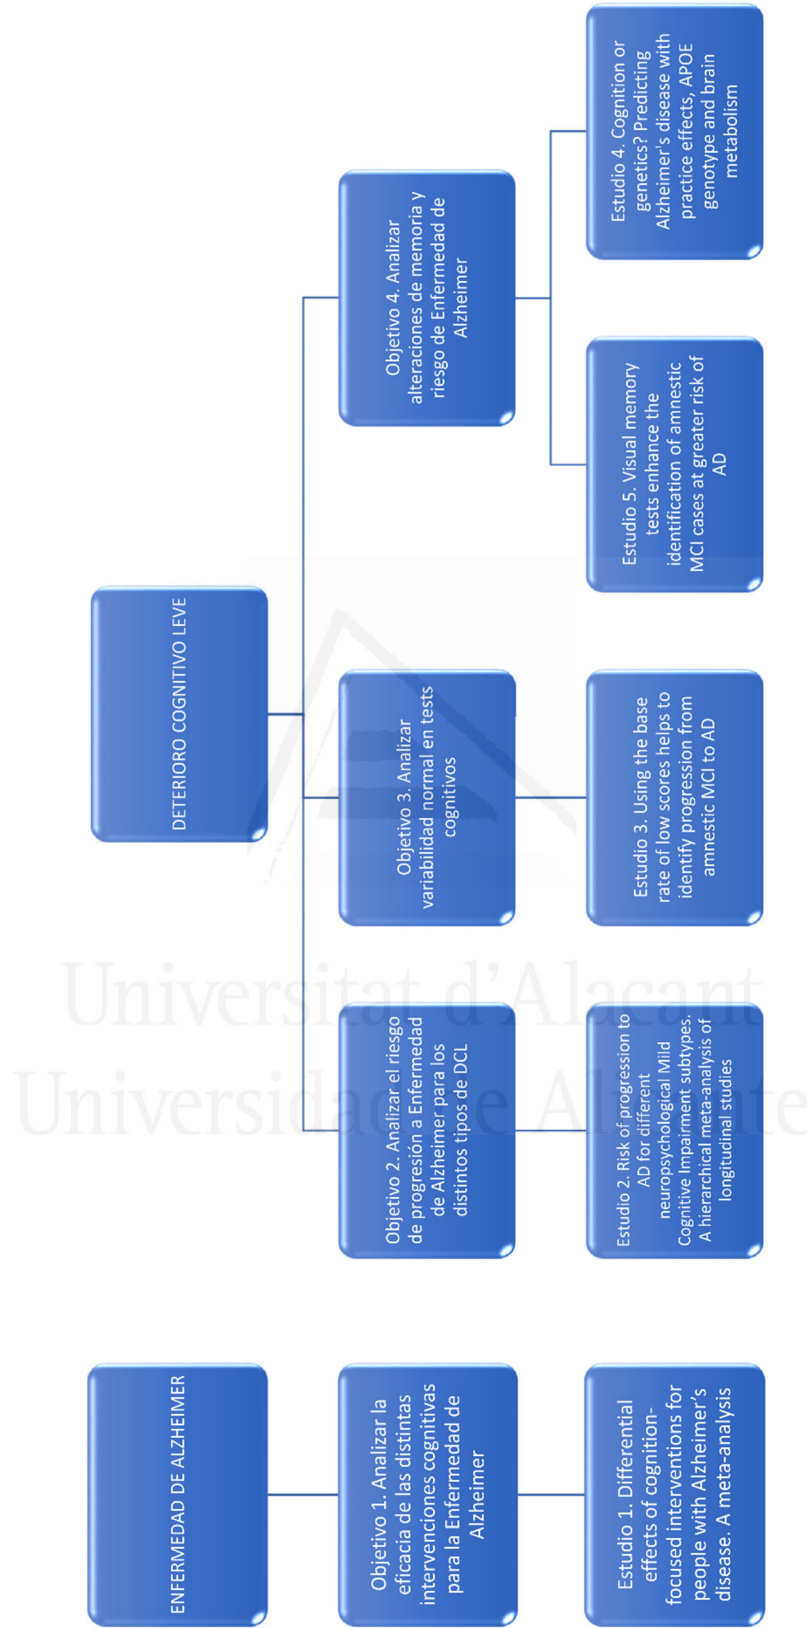 ENFERMEDAD DE ALZHEIMER
DETERIORO COGNITIVO LEVE
Objetivo 1. Analizar la
eficacia de las distintas
intervenciones cognitivas
para la Enfermedad de
Alzheimer
Objetivo 2. Analizar el riesgo
de progresión a Enfermedad
de Alzheimer para los
distintos tipos de DCL
Objetivo 3. Analizar
variabilidad normal en tests
cognitivos
Objetivo 4. Analizar
alteraciones de memoria y
riesgo de Enfermedad de
Alzheimer
Estudio 1. Differential
effects of cognition-
focused interventions for
people with Alzheimer’s
disease. A meta-analysis
Estudio 2. Risk of progression to
AD for different
neuropsychological Mild
Cognitive Impairment subtypes.
A hierarchical meta-analysis of
longitudinal studies
Estudio 3. Using the base
rate of low scores helps to
identify progression from
amnestic MCI to AD
Estudio 5. Visual memory
tests enhance the
identification of amnestic
MCI cases at greater risk of
AD
Estudio 4. Cognition or
genetics? Predicting
Alzheimer's disease with
practice effects, APOE
genotype and brain
metabolism
Universitat d'Alacant
Universidad de Alicante